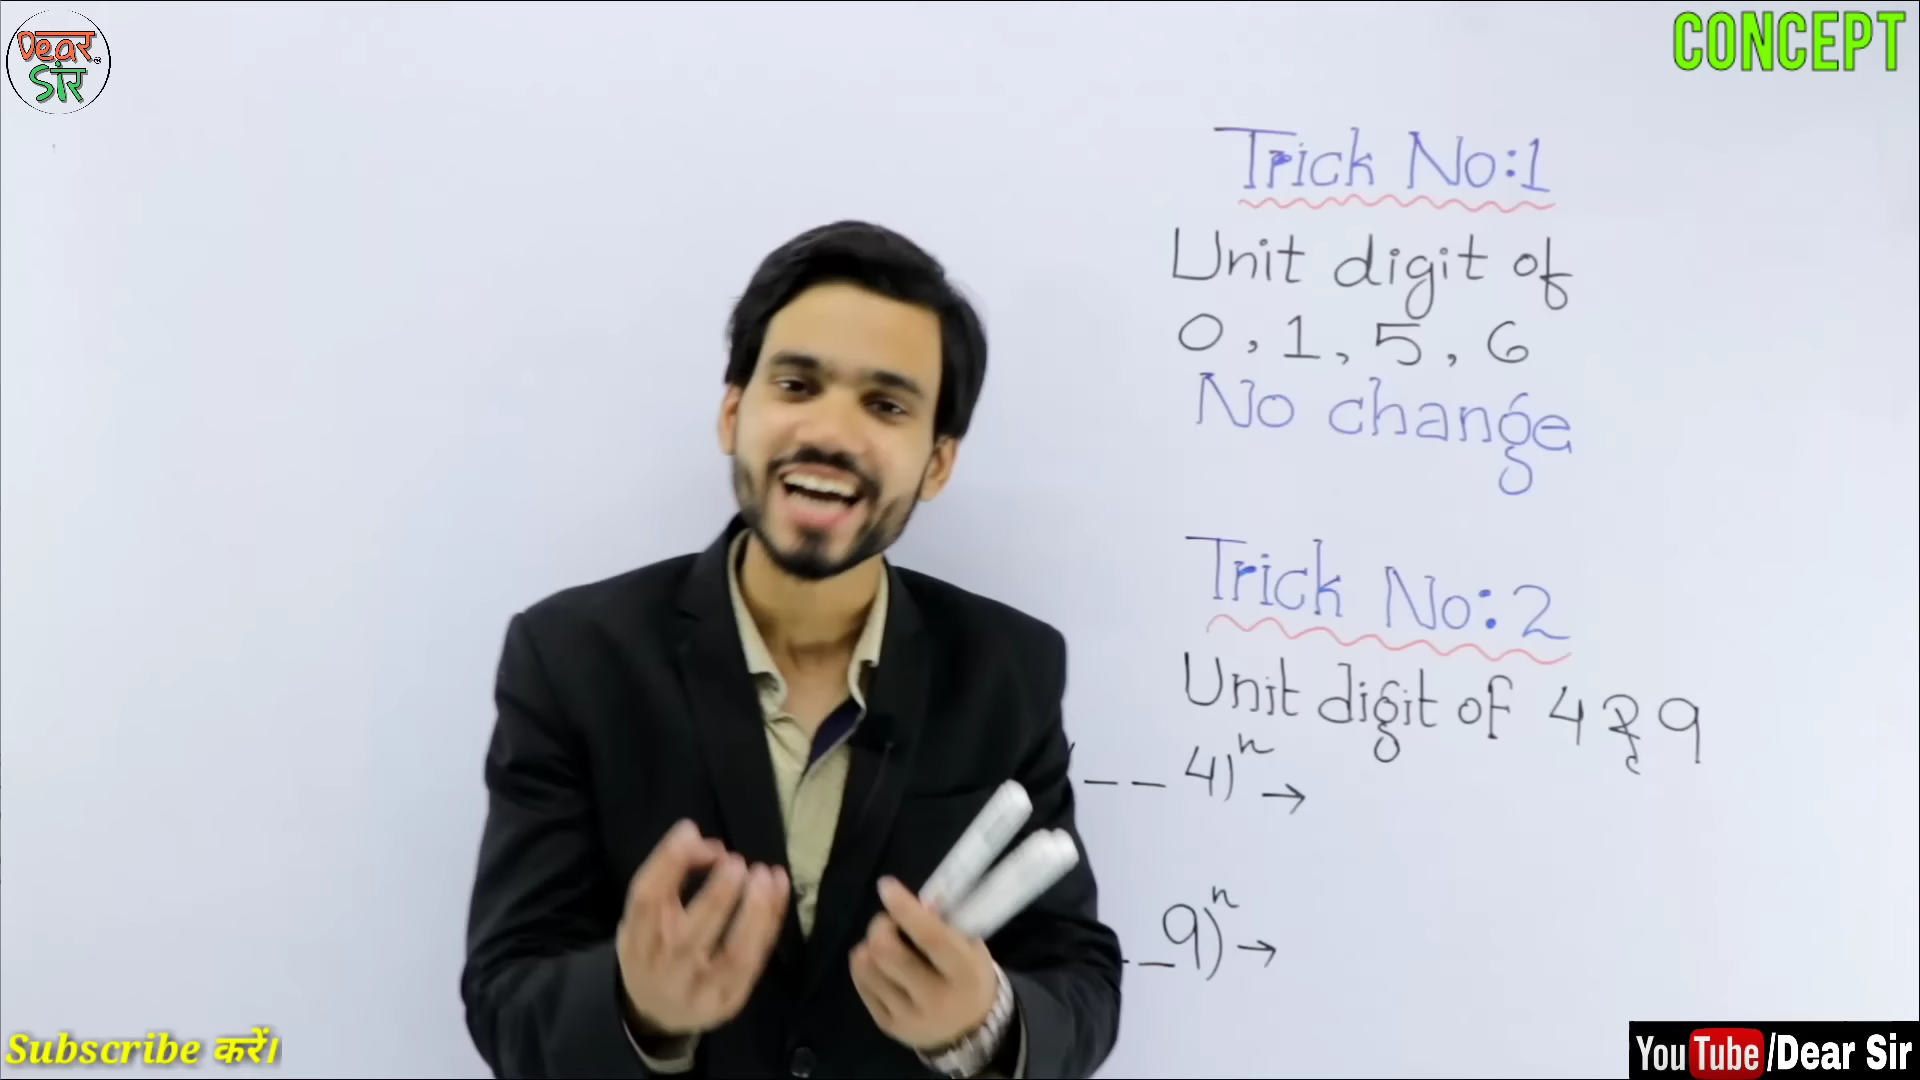 Dear
Sir
CONCEPT
Trick No:1
Unit digit of
0, 1, 5, 6
No change
Trick No:2
Unit digit of 4 & 9
_ _ 4)ⁿ →
_ _9)ⁿ →
Subscribe करें।
YouTube/Dear Sir